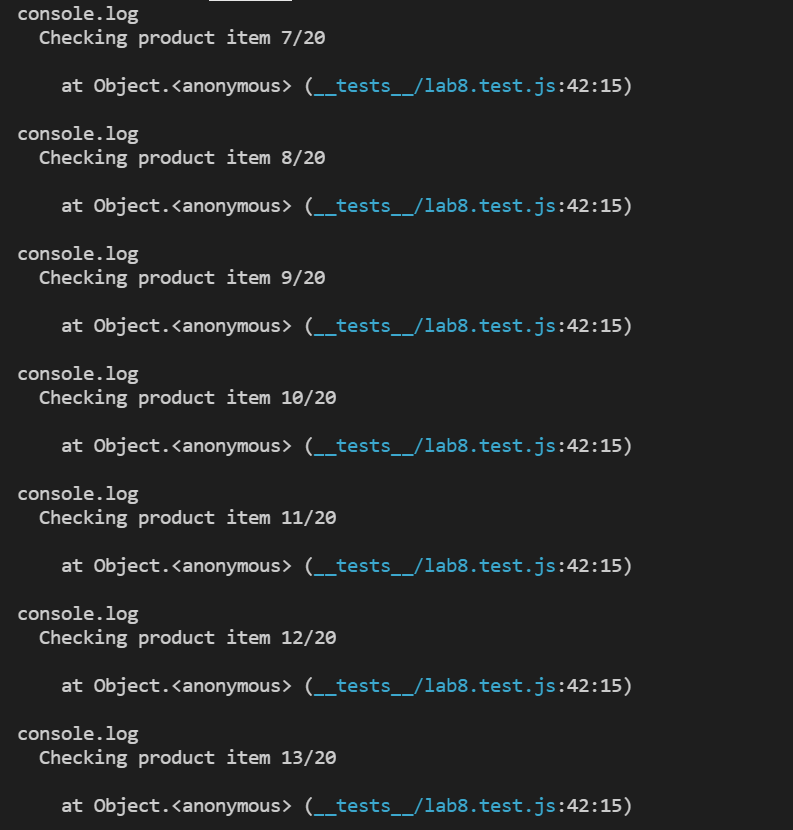 console.log
Checking product item 7/20
at Object.<anonymous> (__tests__/lab8.test.js:42:15)
console.log
Checking product item 8/20
at Object.<anonymous> (__tests__/lab8.test.js:42:15)
console.log
Checking product item 9/20
at Object.<anonymous> (__tests__/lab8.test.js:42:15)
console.log
Checking product item 10/20
at Object.<anonymous> (__tests__/lab8.test.js:42:15)
console.log
Checking product item 11/20
at Object.<anonymous> (__tests__/lab8.test.js:42:15)
console.log
Checking product item 12/20
at Object.<anonymous> (__tests__/lab8.test.js:42:15)
console.log
Checking product item 13/20
at Object.<anonymous> (__tests__/lab8.test.js:42:15)